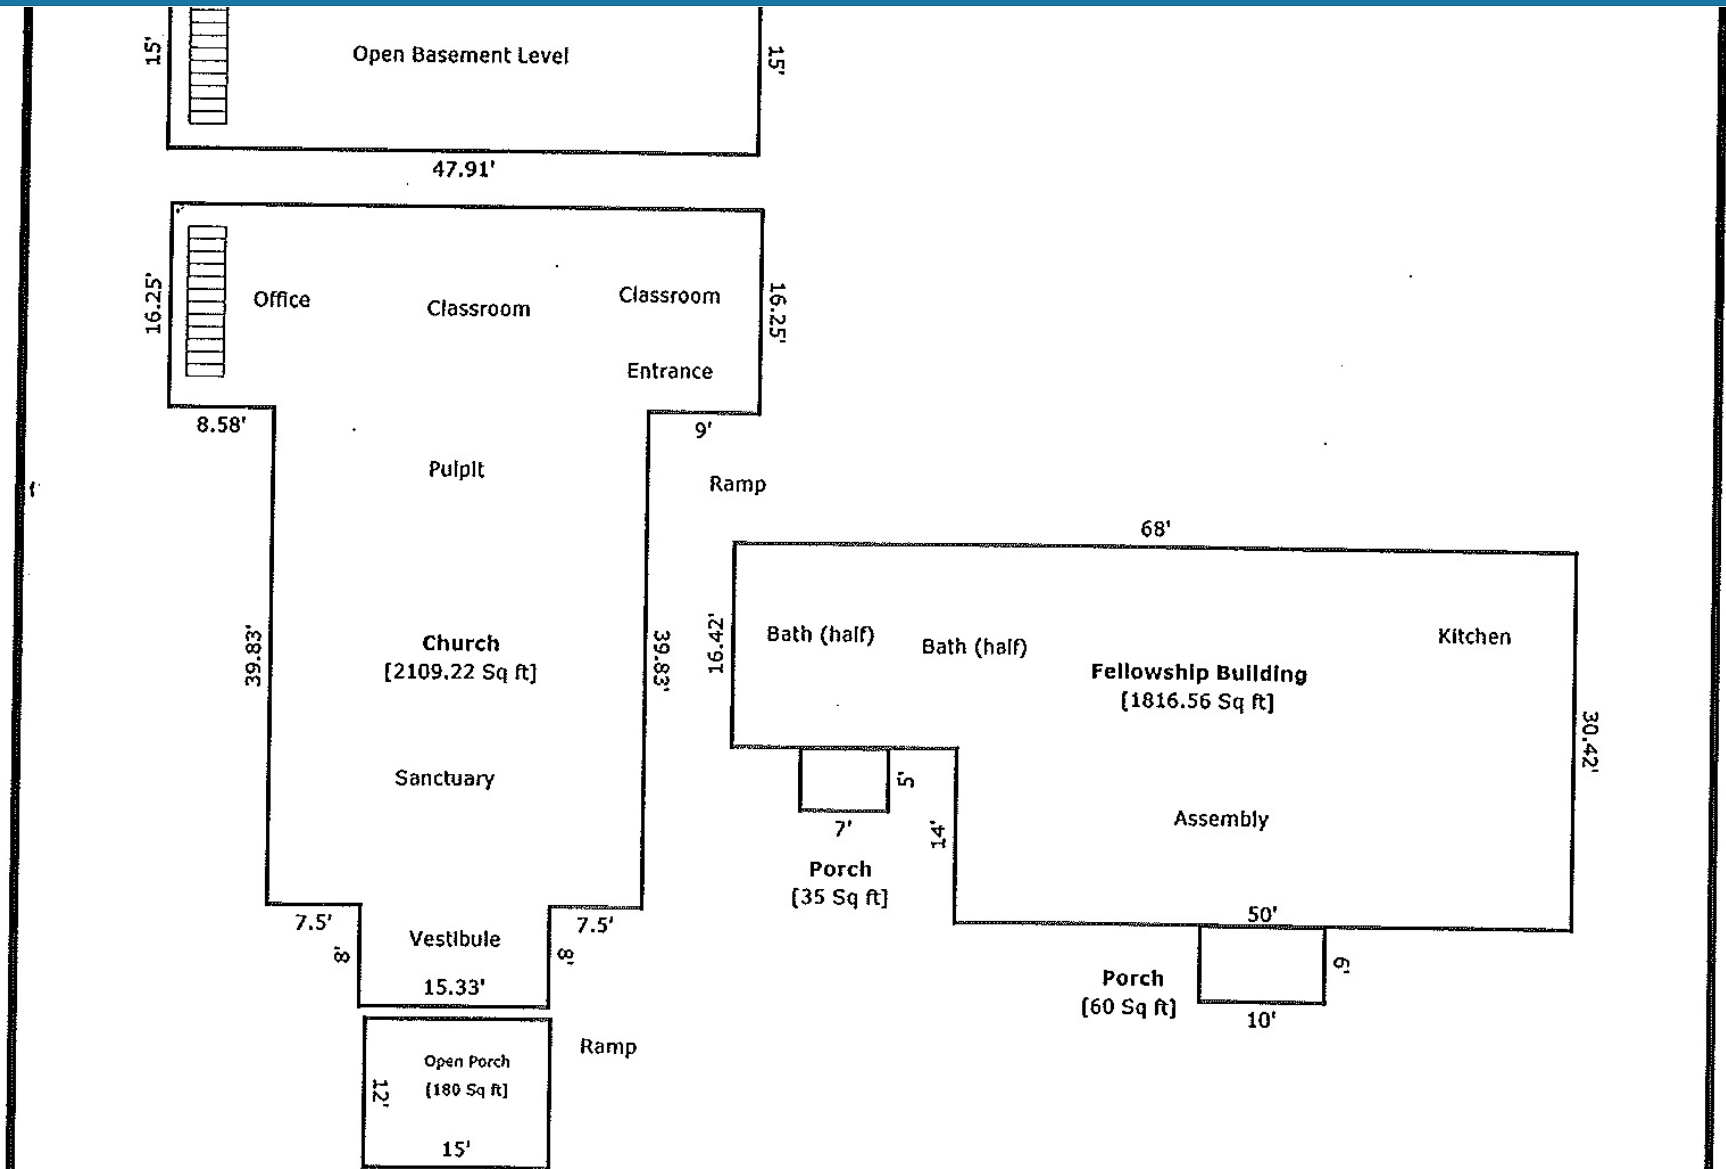 15'
Open Basement Level
15'
47.91'
16.25'
Office
Classroom
Classroom
16.25'
Entrance
8.58'
9'
Pulpit
Ramp
68'
39.83'
Church
[2109.22 Sq ft]
39.83'
16.42'
Bath (half)
Bath (half)
Kitchen
Fellowship Building
[1816.56 Sq ft]
30.42'
Sanctuary
5'
7'
14'
Assembly
Porch
[35 Sq ft]
7.5'
7.5'
50'
Vestibule
8'
8'
15.33'
Porch
[60 Sq ft]
6'
10'
Open Porch
[180 Sq ft]
Ramp
12'
15'